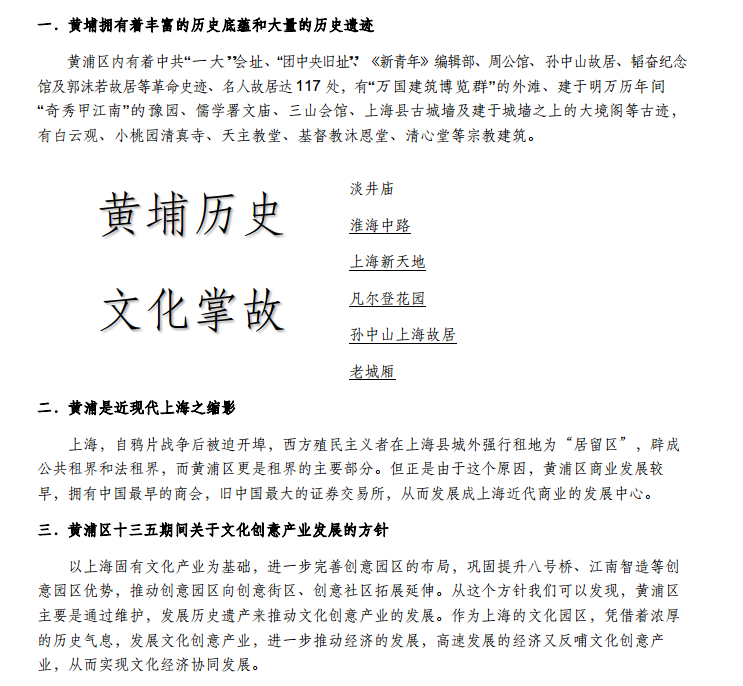 一．黄埔拥有着丰富的历史底蕴和大量的历史遗迹
黄浦区内有着中共“一大”会址、“团中央旧址”、《新青年》编辑部、周公馆、孙中山故居、韬奋纪念
馆及郭沫若故居等革命史迹、名人故居达 117 处，有“万国建筑博览群”的外滩、建于明万历年间
“奇秀甲江南”的豫园、儒学署文庙、三山会馆、上海县古城墙及建于城墙之上的大境阁等古迹，
有白云观、小桃园清真寺、天主教堂、基督教沐恩堂、清心堂等宗教建筑。
黄埔历史
文化掌故
淡井庙
淮海中路
上海新天地
凡尔登花园
孙中山上海故居
老城厢
二．黄浦是近现代上海之缩影
上海，自鸦片战争后被迫开埠，西方殖民主义者在上海县城外强行租地为“居留区”，辟成
公共租界和法租界，而黄浦区更是租界的主要部分。但正是由于这个原因，黄浦区商业发展较
早，拥有中国最早的商会，旧中国最大的证券交易所，从而发展成上海近代商业的发展中心。
三．黄浦区十三五期间关于文化创意产业发展的方针
以上海固有文化产业为基础，进一步完善创意园区的布局，巩固提升八号桥、江南智造等创
意园区优势，推动创意园区向创意街区、创意社区拓展延伸。从这个方针我们可以发现，黄浦区
主要是通过维护，发展历史遗产来推动文化创意产业的发展。作为上海的文化园区，凭借着浓厚
的历史气息，发展文化创意产业，进一步推动经济的发展，高速发展的经济又反哺文化创意产
业，从而实现文化经济协同发展。